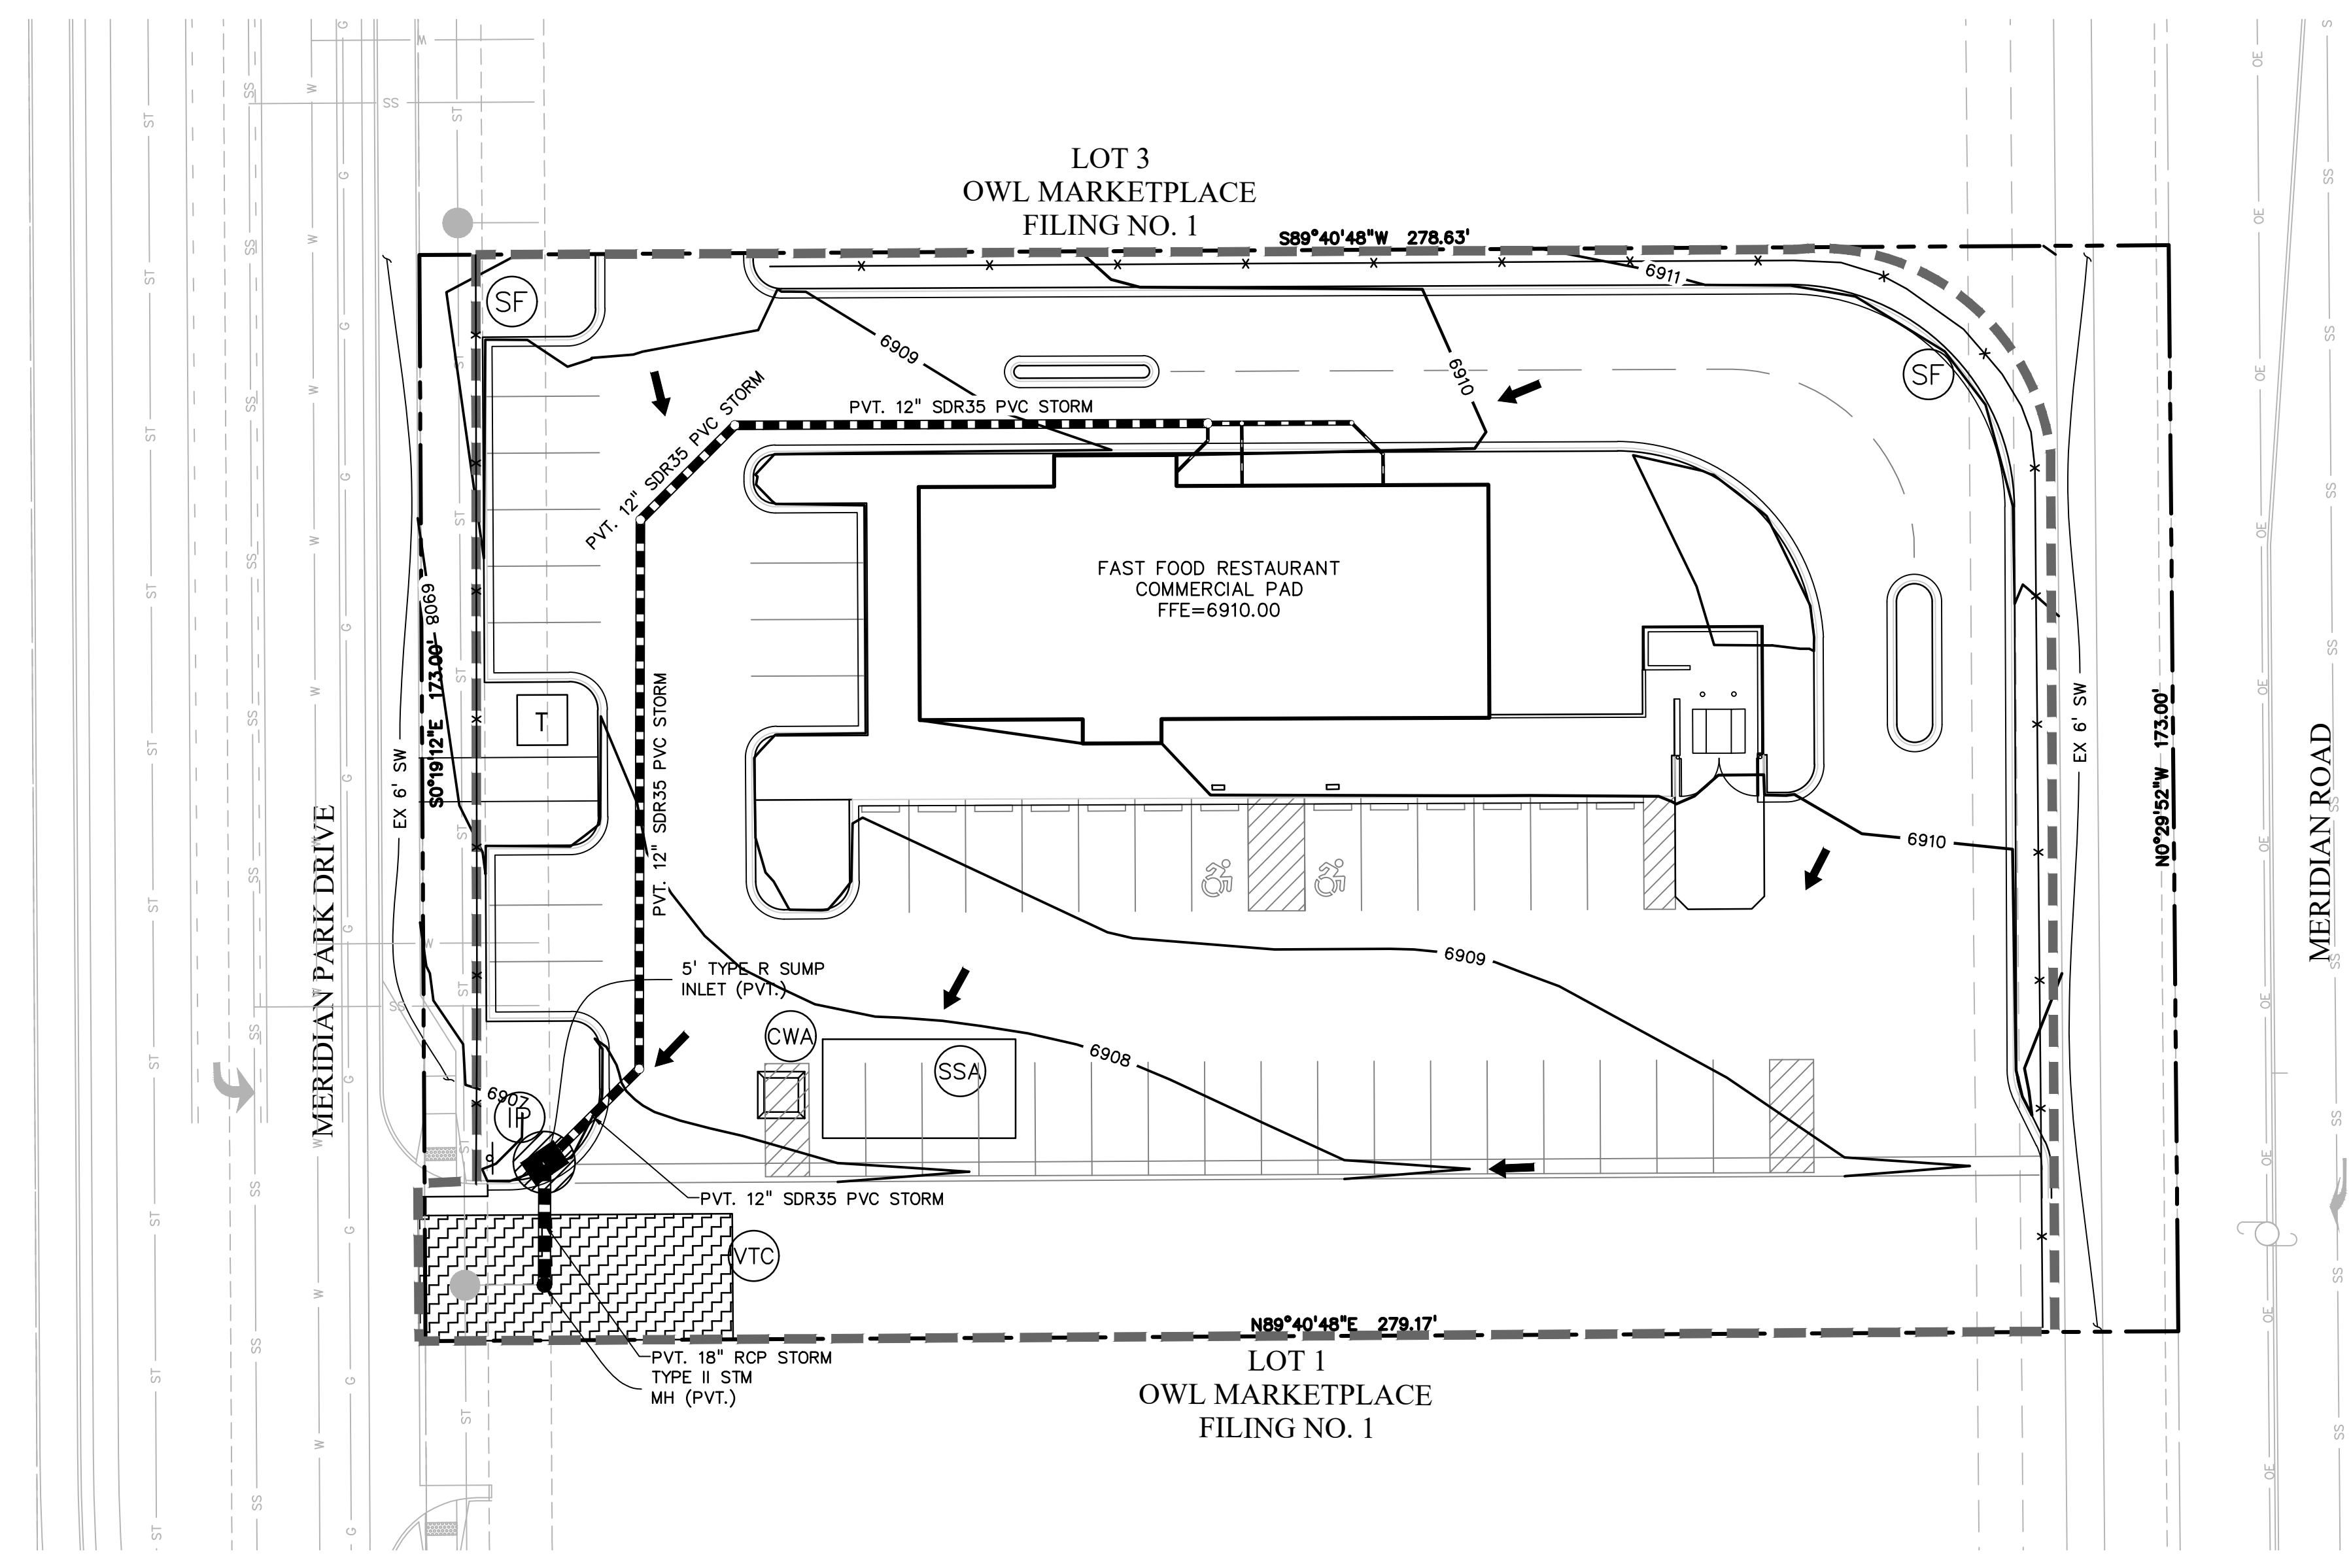 LOT 3
OWL MARKETPLACE
FILING NO. 1
S89°40'48"W 278.63'
6911
SF
SF
6909
6910
PVT. 12" SDR35 PVC STORM
PVT. 12" SDR35 PVC STORM
FAST FOOD RESTAURANT
COMMERCIAL PAD
FFE=6910.00
6908
S0°19'12"E 173.00'
EX 6' SW
T
PVT. 12" SDR35 PVC STORM
EX 6' SW
N0°29'52"W 173.00'
MERIDIAN ROAD
MERIDIAN PARK DRIVE
6910
6909
5' TYPE R SUMP
INLET (PVT.)
CWA
SSA
6908
6907
IP
PVT. 12" SDR35 PVC STORM
VTC
N89°40'48"E 279.17'
PVT. 18" RCP STORM
TYPE II STM
MH (PVT.)
LOT 1
OWL MARKETPLACE
FILING NO. 1
ST
SS
W
G
OE